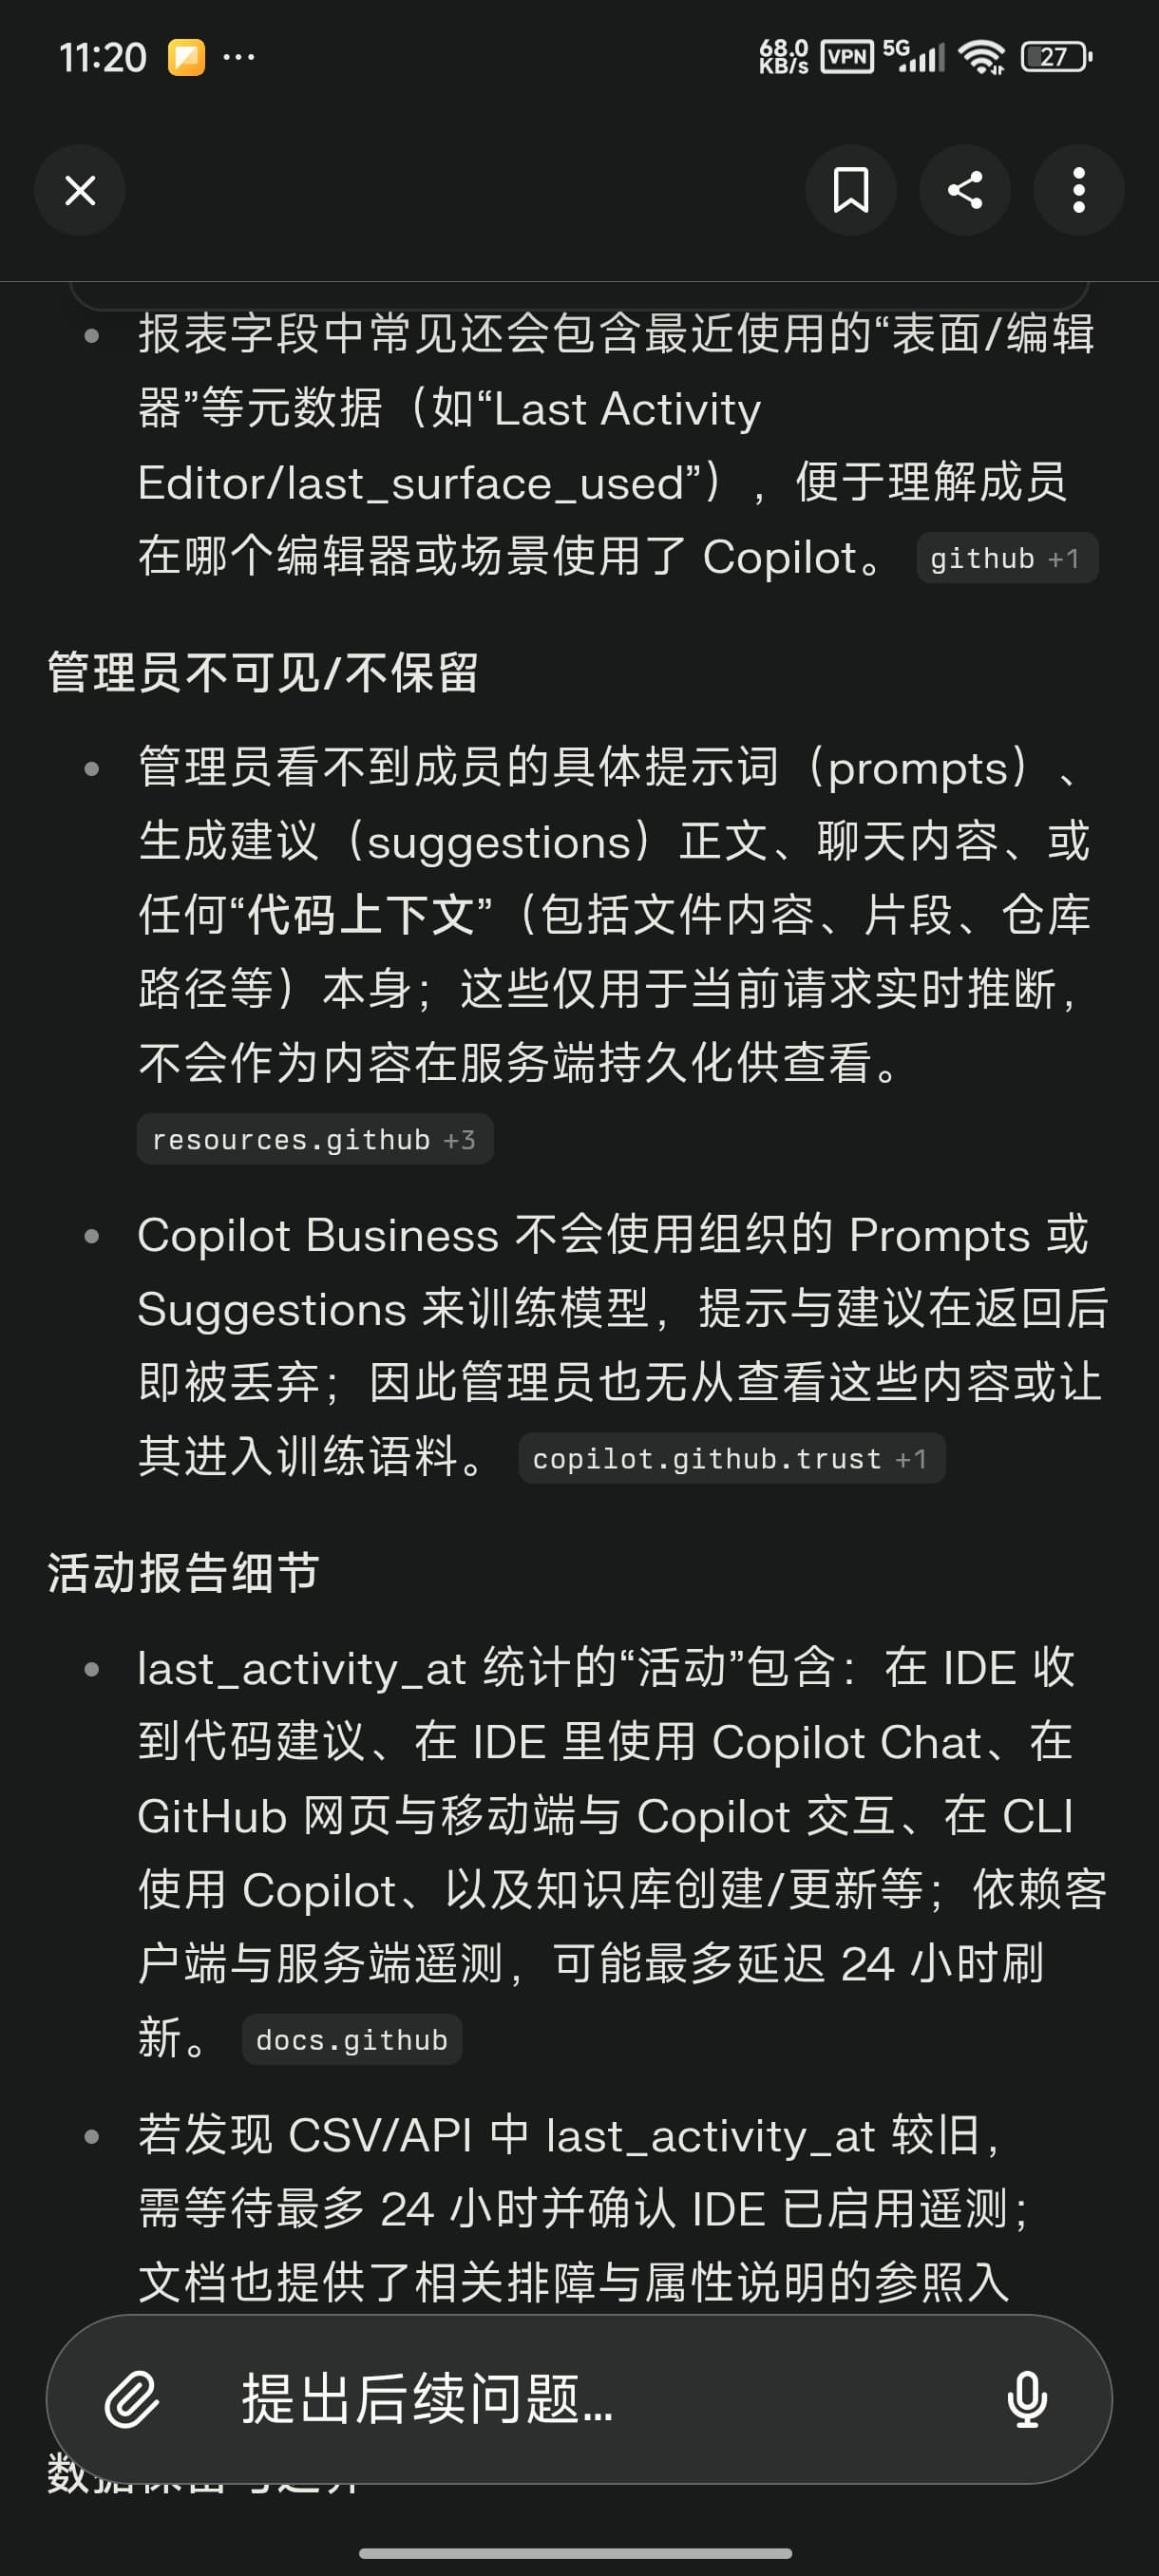 11:20 ...
68.0 KB/s VPN 5G 27
报表字段中常见还会包含最近使用的“表面/编辑
器”等元数据（如“Last Activity
Editor/last_surface_used”），便于理解成员
在哪个编辑器或场景使用了 Copilot。 github +1
管理员不可见/不保留
管理员看不到成员的具体提示词（prompts）、
生成建议（suggestions）正文、聊天内容、或
任何“代码上下文”（包括文件内容、片段、仓库
路径等）本身；这些仅用于当前请求实时推断，
不会作为内容在服务端持久化供查看。
resources.github +3
Copilot Business 不会使用组织的 Prompts 或
Suggestions 来训练模型，提示与建议在返回后
即被丢弃；因此管理员也无从查看这些内容或让
其进入训练语料。 copilot.github.trust +1
活动报告细节
last_activity_at 统计的“活动”包含：在 IDE 收
到代码建议、在 IDE 里使用 Copilot Chat、在
GitHub 网页与移动端与 Copilot 交互、在 CLI
使用 Copilot、以及知识库创建/更新等；依赖客
户端与服务端遥测，可能最多延迟 24 小时刷
新。 docs.github
若发现 CSV/API 中 last_activity_at 较旧，
需等待最多 24 小时并确认 IDE 已启用遥测；
文档也提供了相关排障与属性说明的参照入
提出后续问题...
数据保留与边界